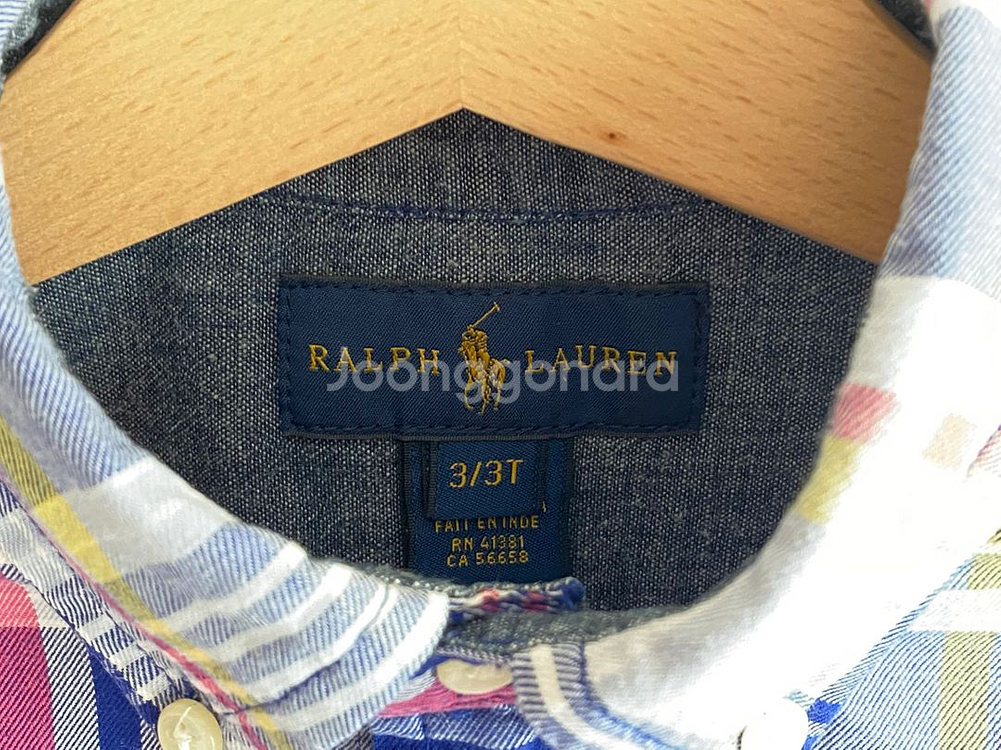 RALPH LAUREN
Joonggonara
3/3T
FAIT EN INDE
RN 41381
CA 56658